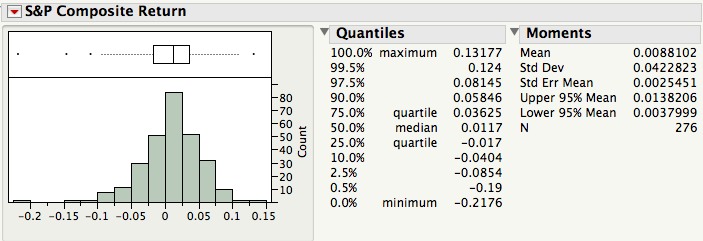 S&P Composite Return
80
70
60
50
40
30
20
10
Count
-0.2 -0.15 -0.1 -0.05 0 0.05 0.1 0.15
Quantiles
100.0% maximum 0.13177
99.5% 0.124
97.5% 0.08145
90.0% 0.05846
75.0% quartile 0.03625
50.0% median 0.0117
25.0% quartile -0.017
10.0% -0.0404
2.5% -0.0854
0.5% -0.19
0.0% minimum -0.2176
Moments
Mean 0.0088102
Std Dev 0.0422823
Std Err Mean 0.0025451
Upper 95% Mean 0.0138206
Lower 95% Mean 0.0037999
N 276